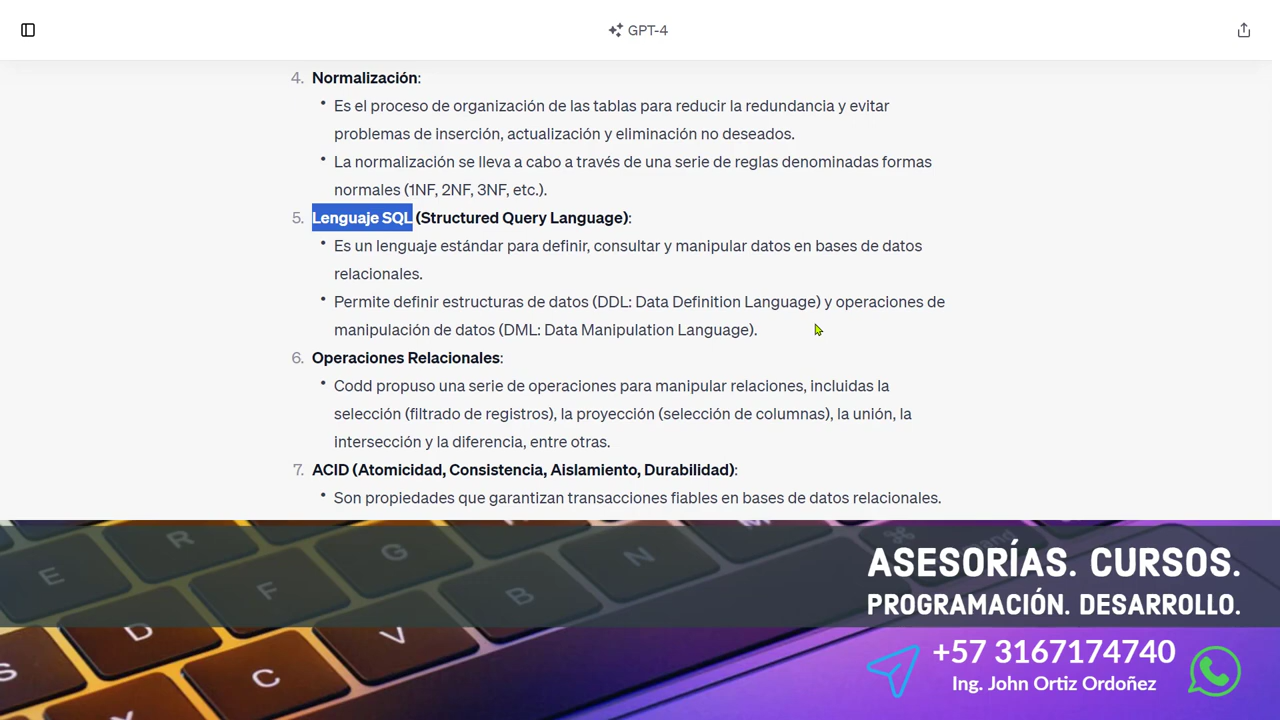 GPT-4
4. Normalización:
• Es el proceso de organización de las tablas para reducir la redundancia y evitar
problemas de inserción, actualización y eliminación no deseados.
• La normalización se lleva a cabo a través de una serie de reglas denominadas formas
normales (1NF, 2NF, 3NF, etc.).
5. Lenguaje SQL (Structured Query Language):
• Es un lenguaje estándar para definir, consultar y manipular datos en bases de datos
relacionales.
• Permite definir estructuras de datos (DDL: Data Definition Language) y operaciones de
manipulación de datos (DML: Data Manipulation Language).
6. Operaciones Relacionales:
• Codd propuso una serie de operaciones para manipular relaciones, incluidas la
selección (filtrado de registros), la proyección (selección de columnas), la unión, la
intersección y la diferencia, entre otras.
7. ACID (Atomicidad, Consistencia, Aislamiento, Durabilidad):
• Son propiedades que garantizan transacciones fiables en bases de datos relacionales.
E
R
F
G
B
N
D
C
V
S
ASESORÍAS. CURSOS.
PROGRAMACIÓN. DESARROLLO.
+57 3167174740
Ing. John Ortiz Ordoñez